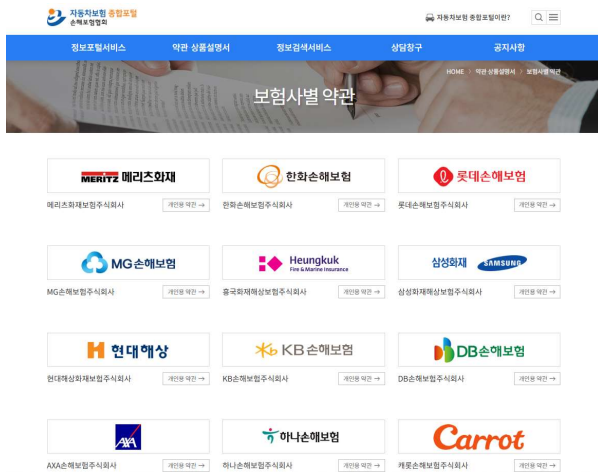 자동차보험 종합포털
손해보험협회
자동차보험 종합포털이란?
정보포털서비스 약관 상품설명서 정보검색서비스 상담창구 공지사항
HOME 약관 상품설명서 보험사별 약관
보험사별 약관
MERITZ 메리츠화재 한화손해보험 롯데손해보험
메리츠화재보험주식회사 개인용 약관 → 한화손해보험주식회사 개인용 약관 → 롯데손해보험주식회사 개인용 약관 →
MG손해보험 Heungkuk 삼성화재 SAMSUNG
Fire & Marine Insurance
MG손해보험주식회사 개인용 약관 → 흥국화재해상보험주식회사 개인용 약관 → 삼성화재해상보험주식회사 개인용 약관 →
현대해상 KB손해보험 DB손해보험
현대해상화재보험주식회사 개인용 약관 → KB손해보험주식회사 개인용 약관 → DB손해보험주식회사 개인용 약관 →
AXA 하나손해보험 Carrot
AXA손해보험주식회사 개인용 약관 → 하나손해보험주식회사 개인용 약관 → 캐롯손해보험주식회사 개인용 약관 →